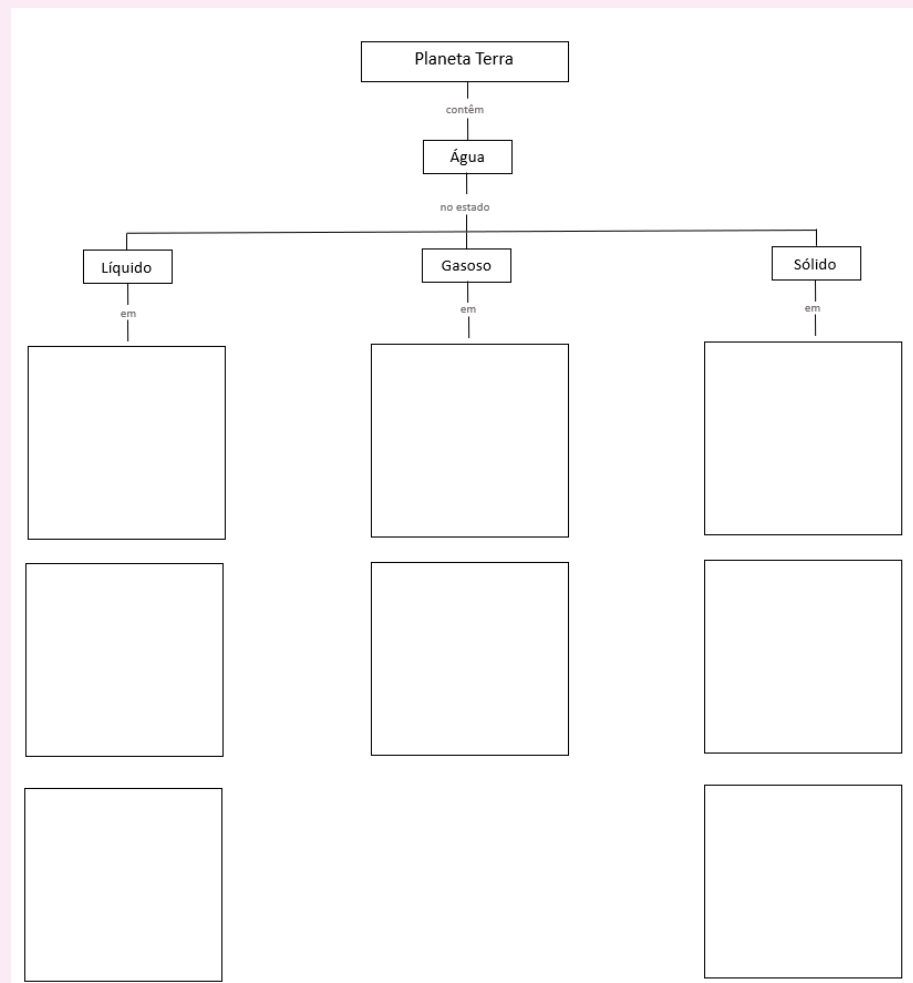 Planeta Terra
contêm
Água
no estado
Líquido
Gasoso
Sólido
em
em
em